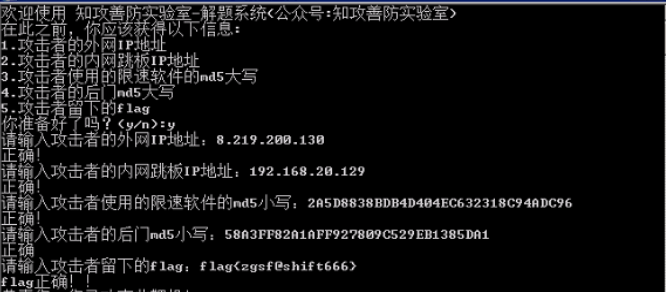 欢迎使用 知攻善防实验室-解题系统(公众号:知攻善防实验室)
在此之前,你应该获得以下信息:
1.攻击者的外网IP地址
2.攻击者的内网跳板IP地址
3.攻击者使用的限速软件的md5大写
4.攻击者的后门md5大写
5.攻击者留下的flag
你准备好了吗?(y/n):y
请输入攻击者的外网IP地址：8.219.200.130
正确!
请输入攻击者的内网跳板IP地址：192.168.20.129
正确!
请输入攻击者使用的限速软件的md5小写：2A5D8838BDB4D404EC632318C94ADC96
正确!
请输入攻击者的后门md5小写：58A3FF82A1AFF927809C529EB1385DA1
正确
请输入攻击者留下的flag：flag{zgsf@shift666}
flag正确！！